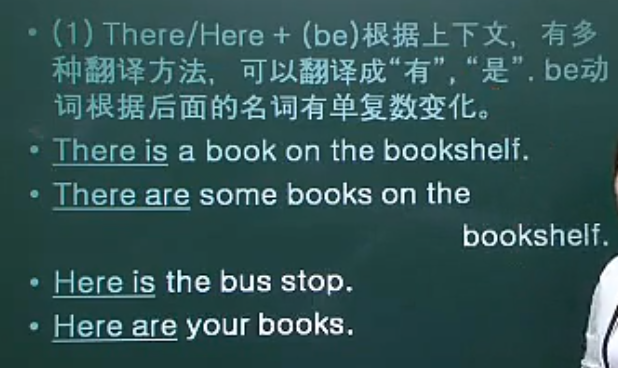 • (1) There/Here + (be)根据上下文, 有多
种翻译方法, 可以翻译成“有”, “是”. be动
词根据后面的名词有单复数变化。
• There is a book on the bookshelf.
• There are some books on the
bookshelf.
• Here is the bus stop.
• Here are your books.